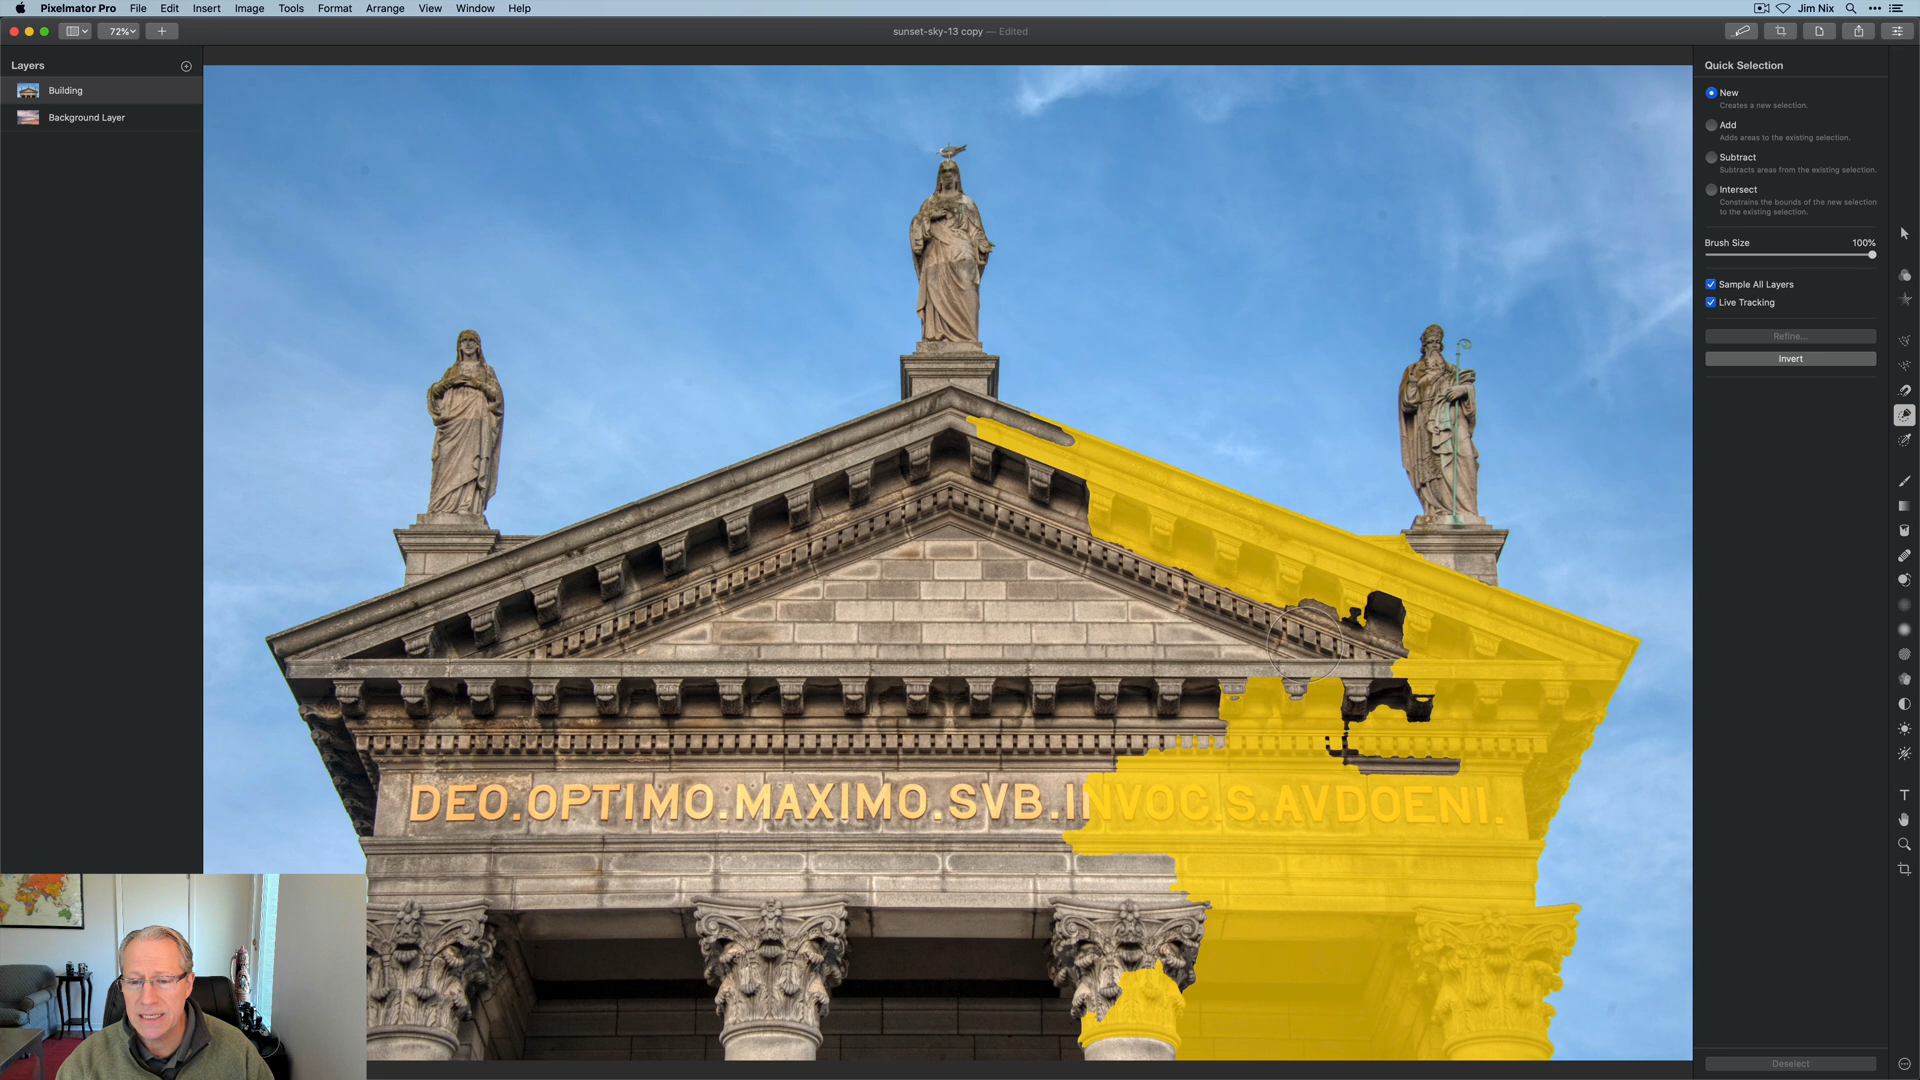 Pixelmator Pro File Edit Insert Image Tools Format Arrange View Window Help Jim Nix
72% sunset-sky-13 copy — Edited
Layers
Building
Background Layer
DEO.OPTIMO.MAXIMO.SVB.INVOC.S.AVDOENI.
Quick Selection
New
Creates a new selection.
Add
Adds areas to the existing selection.
Subtract
Subtracts areas from the existing selection.
Intersect
Constrains the bounds of the new selection
to the existing selection.
Brush Size 100%
Sample All Layers
Live Tracking
Refine...
Invert
Deselect